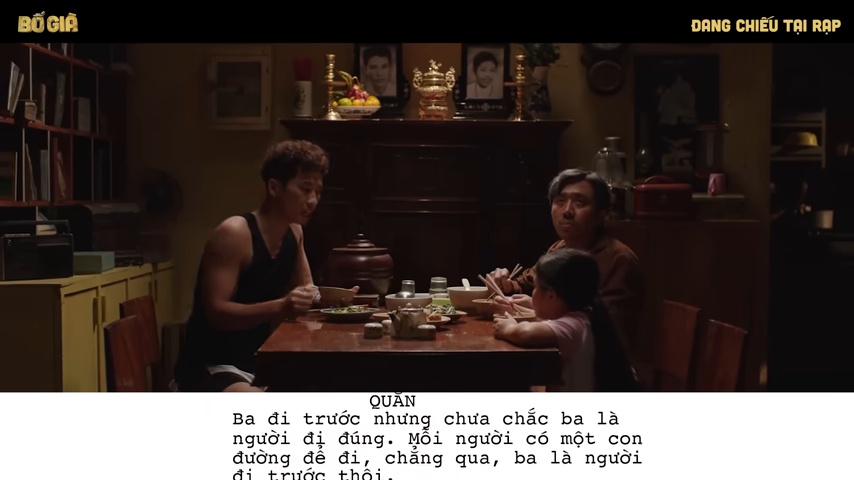 BỐ GIÀ
ĐANG CHIẾU TẠI RẠP
QUẮN
Ba đi trước nhưng chưa chắc ba là
người đi đúng. Mỗi người có một con
đường để đi, chẳng qua, ba là người
đi trước thôi.